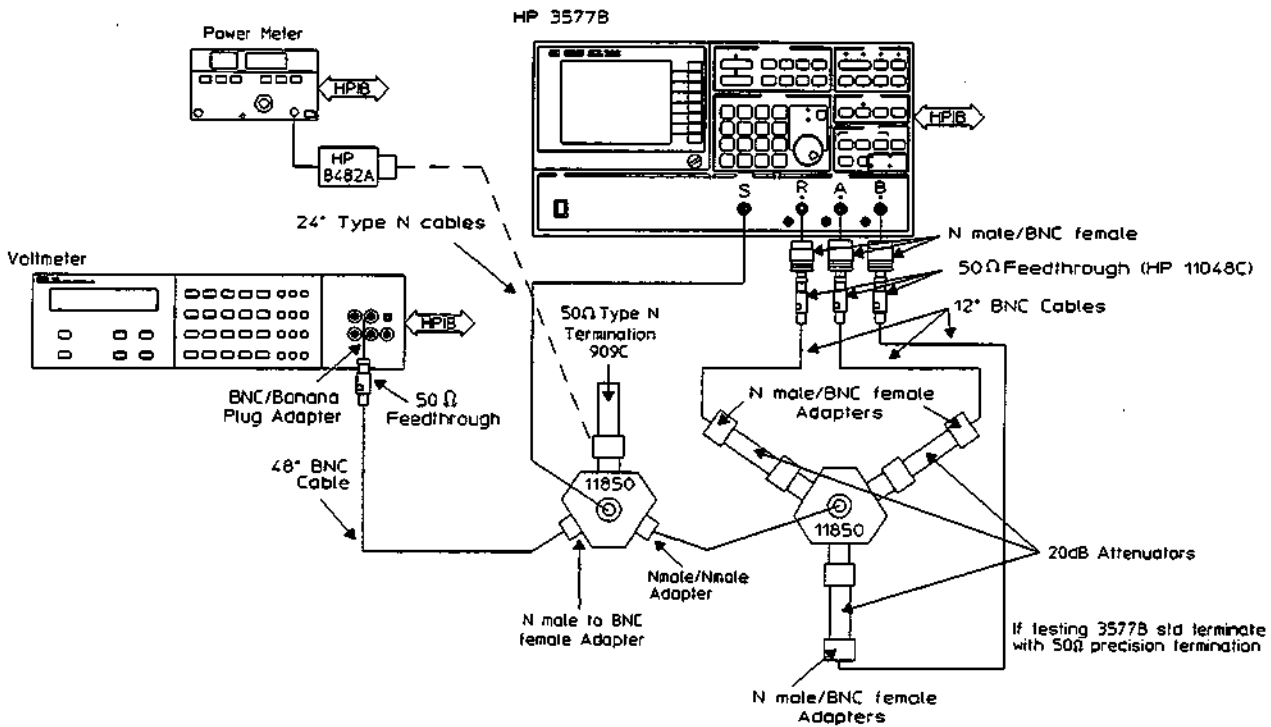 HP 3577B
Power Meter
HPIB
HP
8482A
HPIB
S
R
A
B
24" Type N cables
N male/BNC female
50Ω Feedthrough (HP 11048C)
12" BNC Cables
Voltmeter
HPIB
50Ω Type N
Termination
909C
BNC/Banana
Plug Adapter
50 Ω
Feedthrough
N male/BNC female
Adapters
48" BNC
Cable
11850
11850
20dB Attenuators
Nmale/Nmale
Adapter
N male to BNC
female Adapter
If testing 3577B std terminate
with 50Ω precision termination
N male/BNC female
Adapters